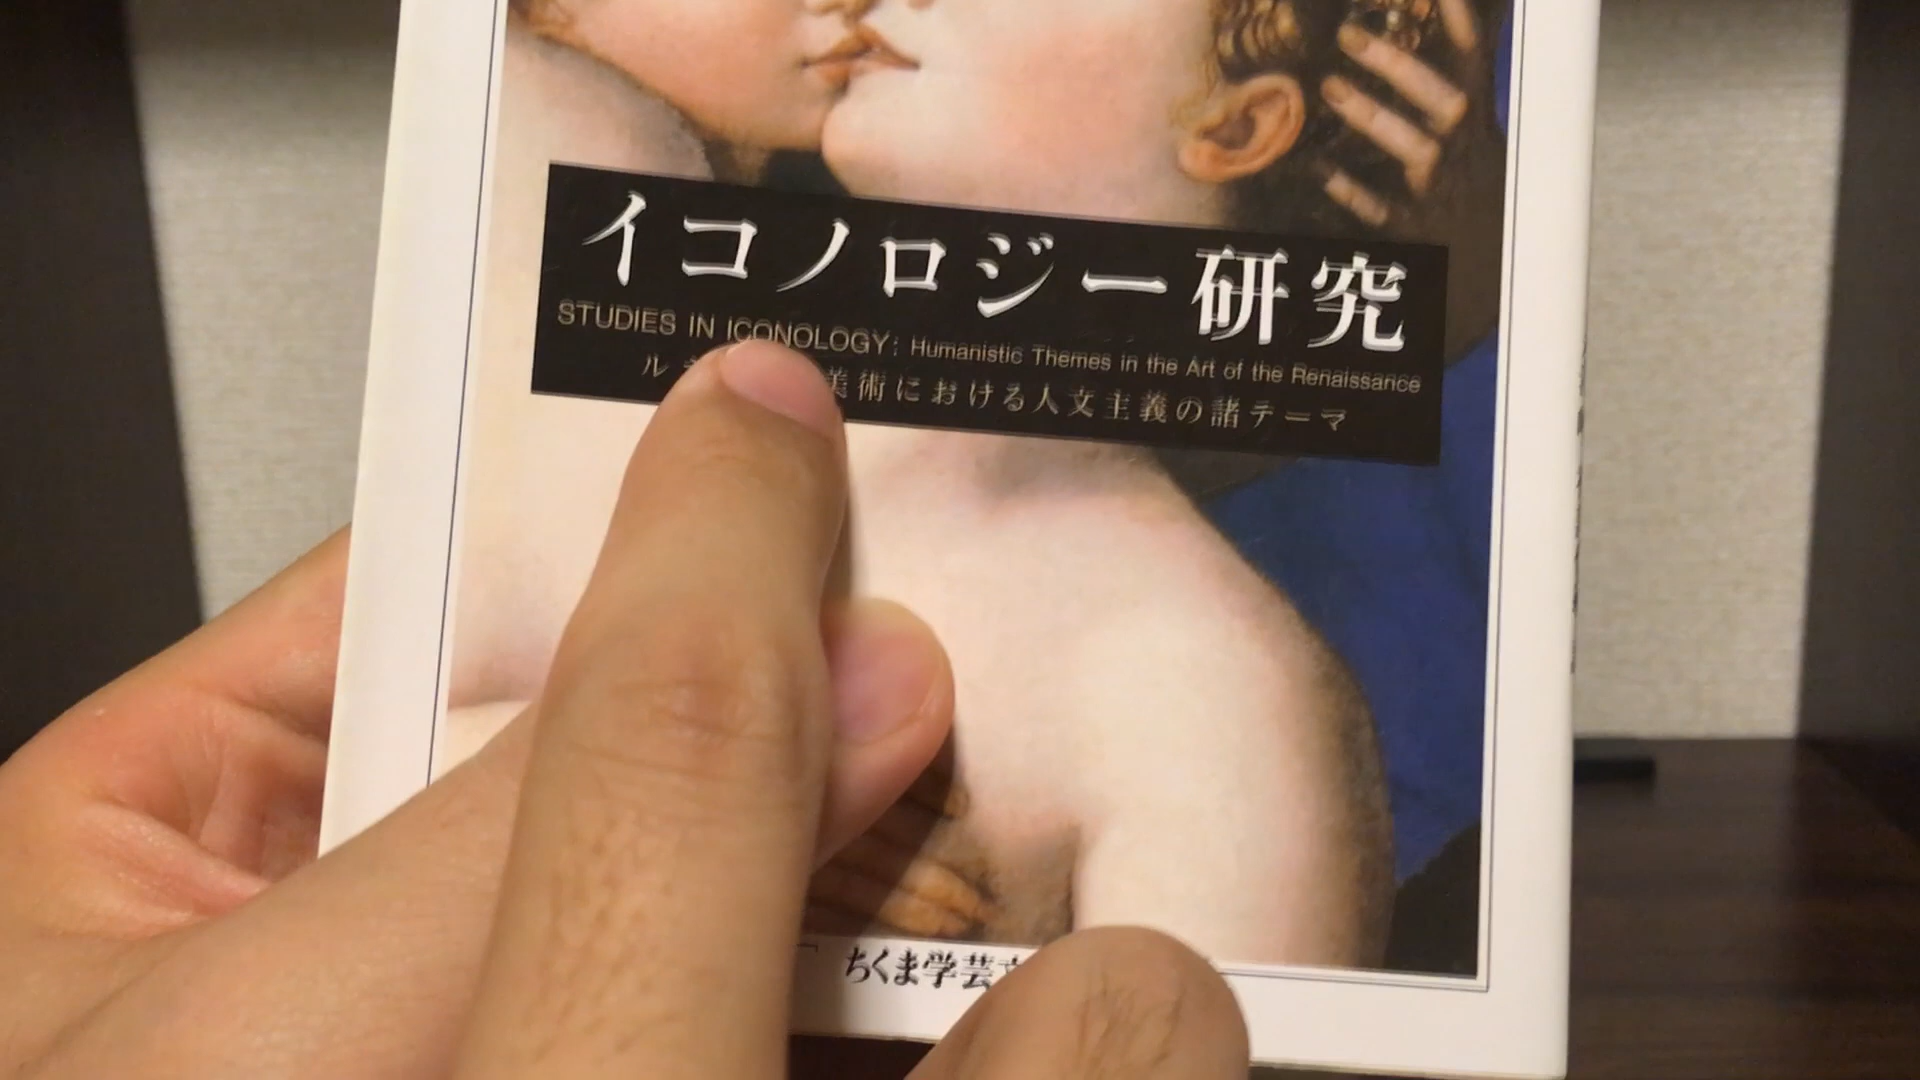 イコノロジー研究
STUDIES IN ICONOLOGY: Humanistic Themes in the Art of the Renaissance
ル 美術における人文主義の諸テーマ
ちくま学芸